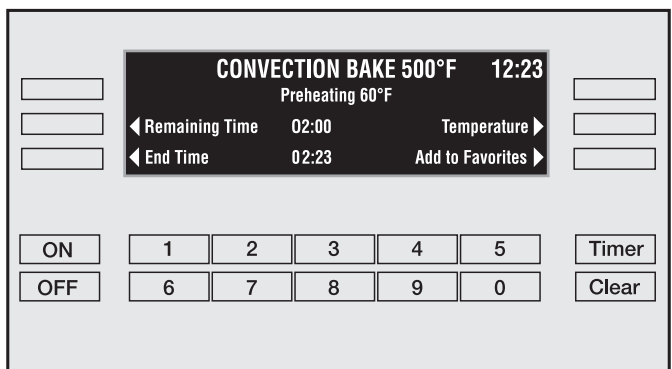 CONVECTION BAKE 500°F 12:23
Preheating 60°F
Remaining Time 02:00 Temperature
End Time 02:23 Add to Favorites
ON 1 2 3 4 5 Timer
OFF 6 7 8 9 0 Clear